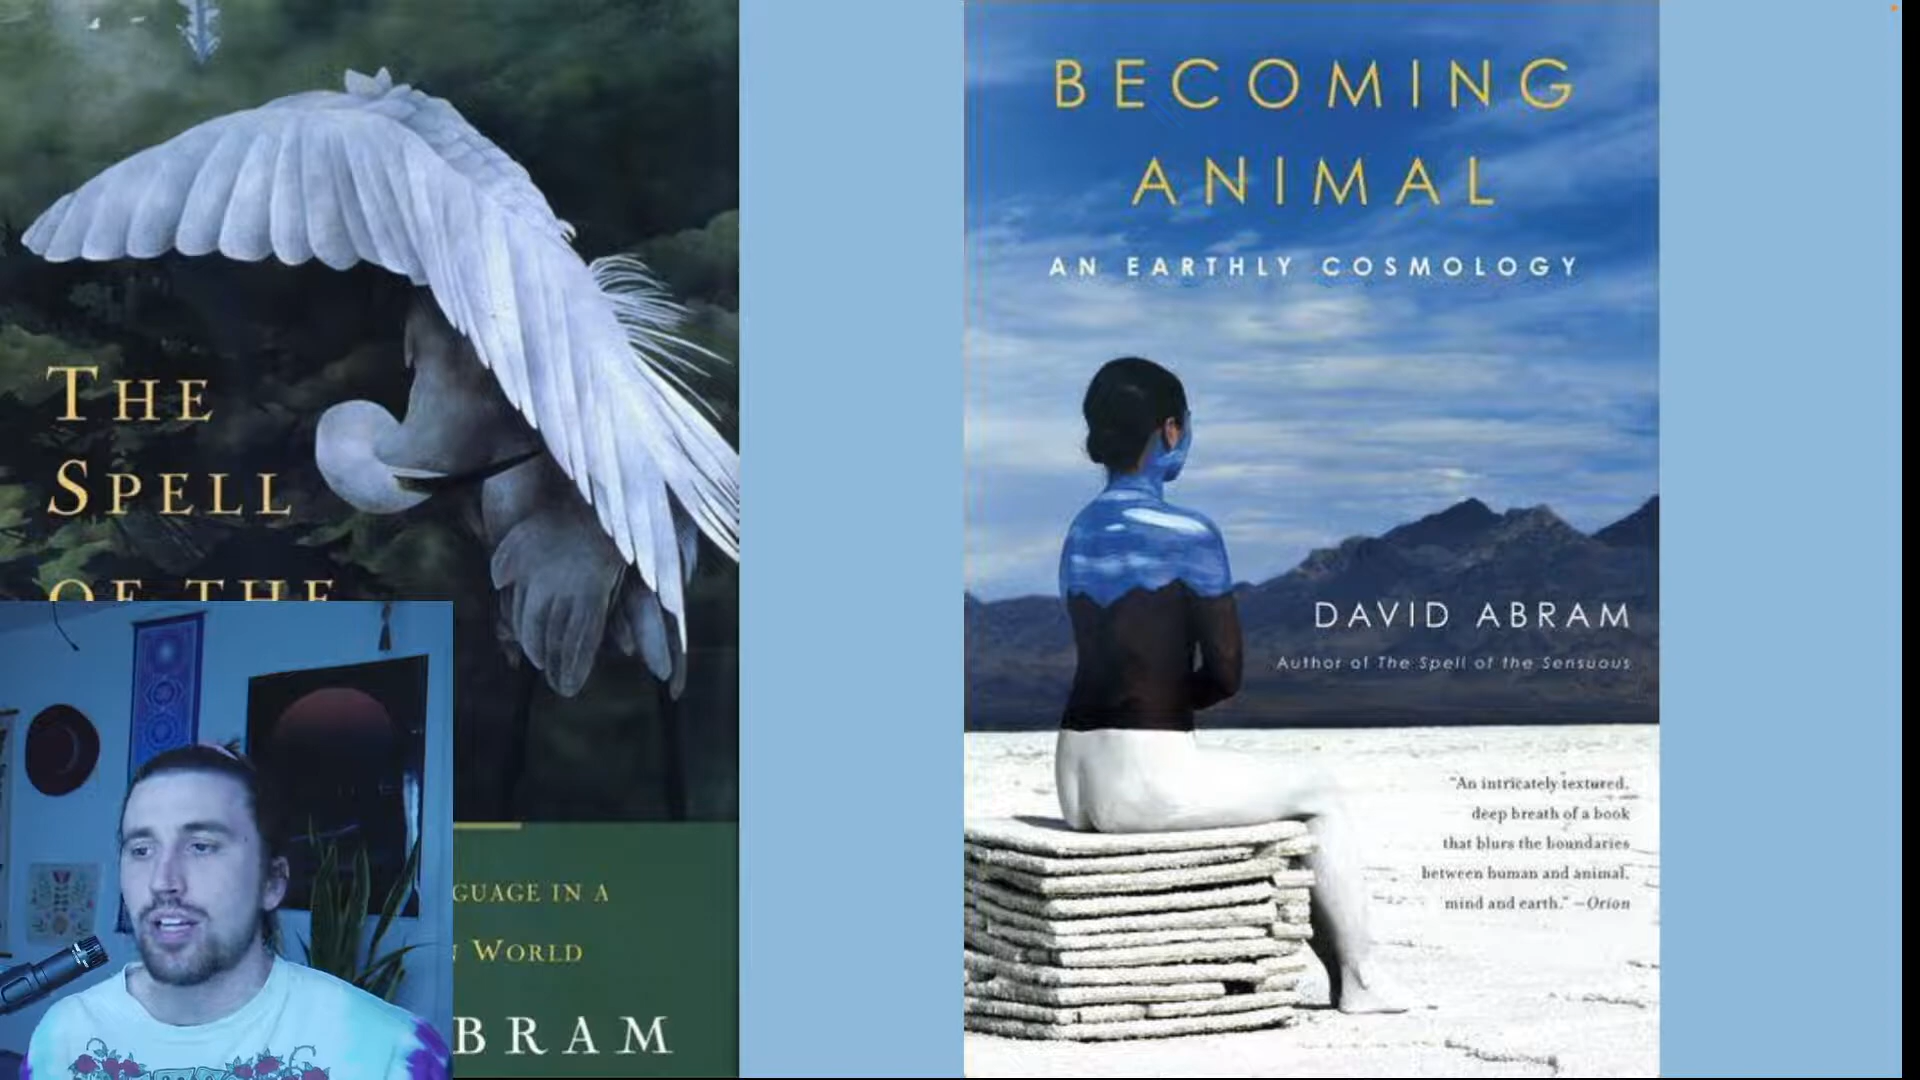 THE
SPELL
OF THE
GUAGE IN A
WORLD
BRAM
BECOMING
ANIMAL
AN EARTHLY COSMOLOGY
DAVID ABRAM
Author of The Spell of the Sensuous
"An intricately textured,
deep breath of a book
that blurs the boundaries
between human and animal,
mind and earth." —Orion